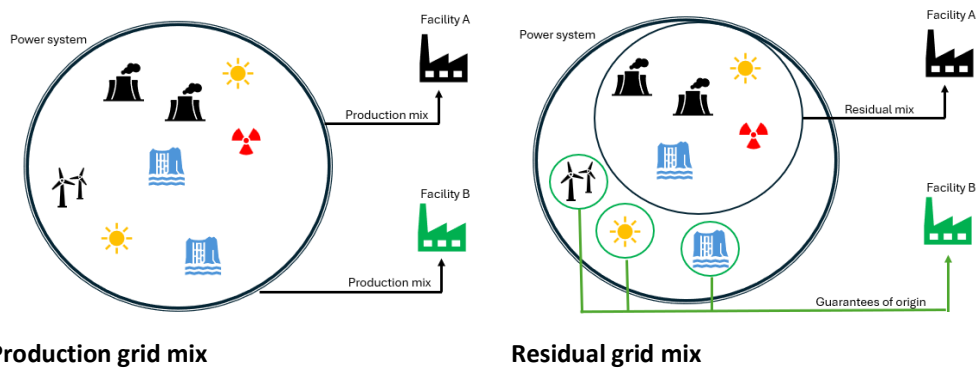 Facility A
Power system
Production mix
Facility B
Production mix
Production grid mix
Facility A
Power system
Residual mix
Facility B
Guarantees of origin
Residual grid mix